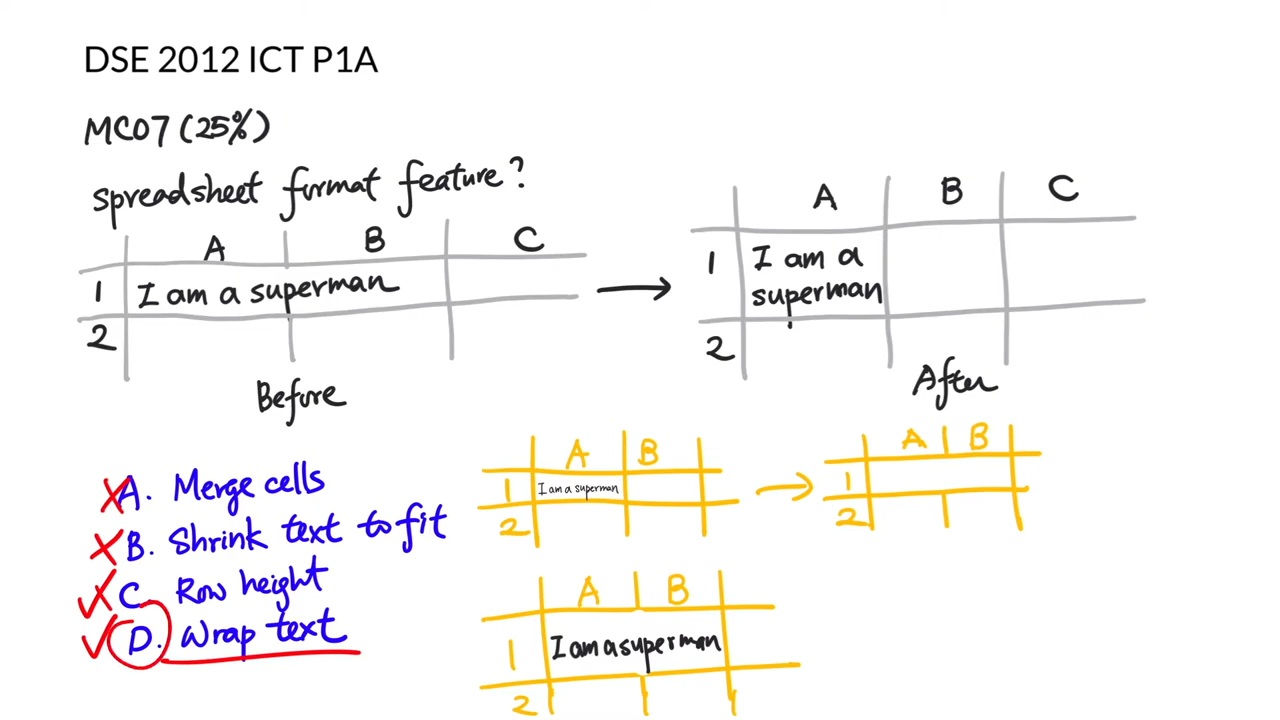 DSE 2012 ICT P1A
MC07 (25%)
spreadsheet format feature?
A B C
1 I am a superman
2
Before
A B C
1 I am a
superman
2
After
A. Merge cells
B. Shrink text to fit
C. Row height
D. Wrap text
A B
1 I am a superman
2
A B
1
2
A B
1 I am a superman
2